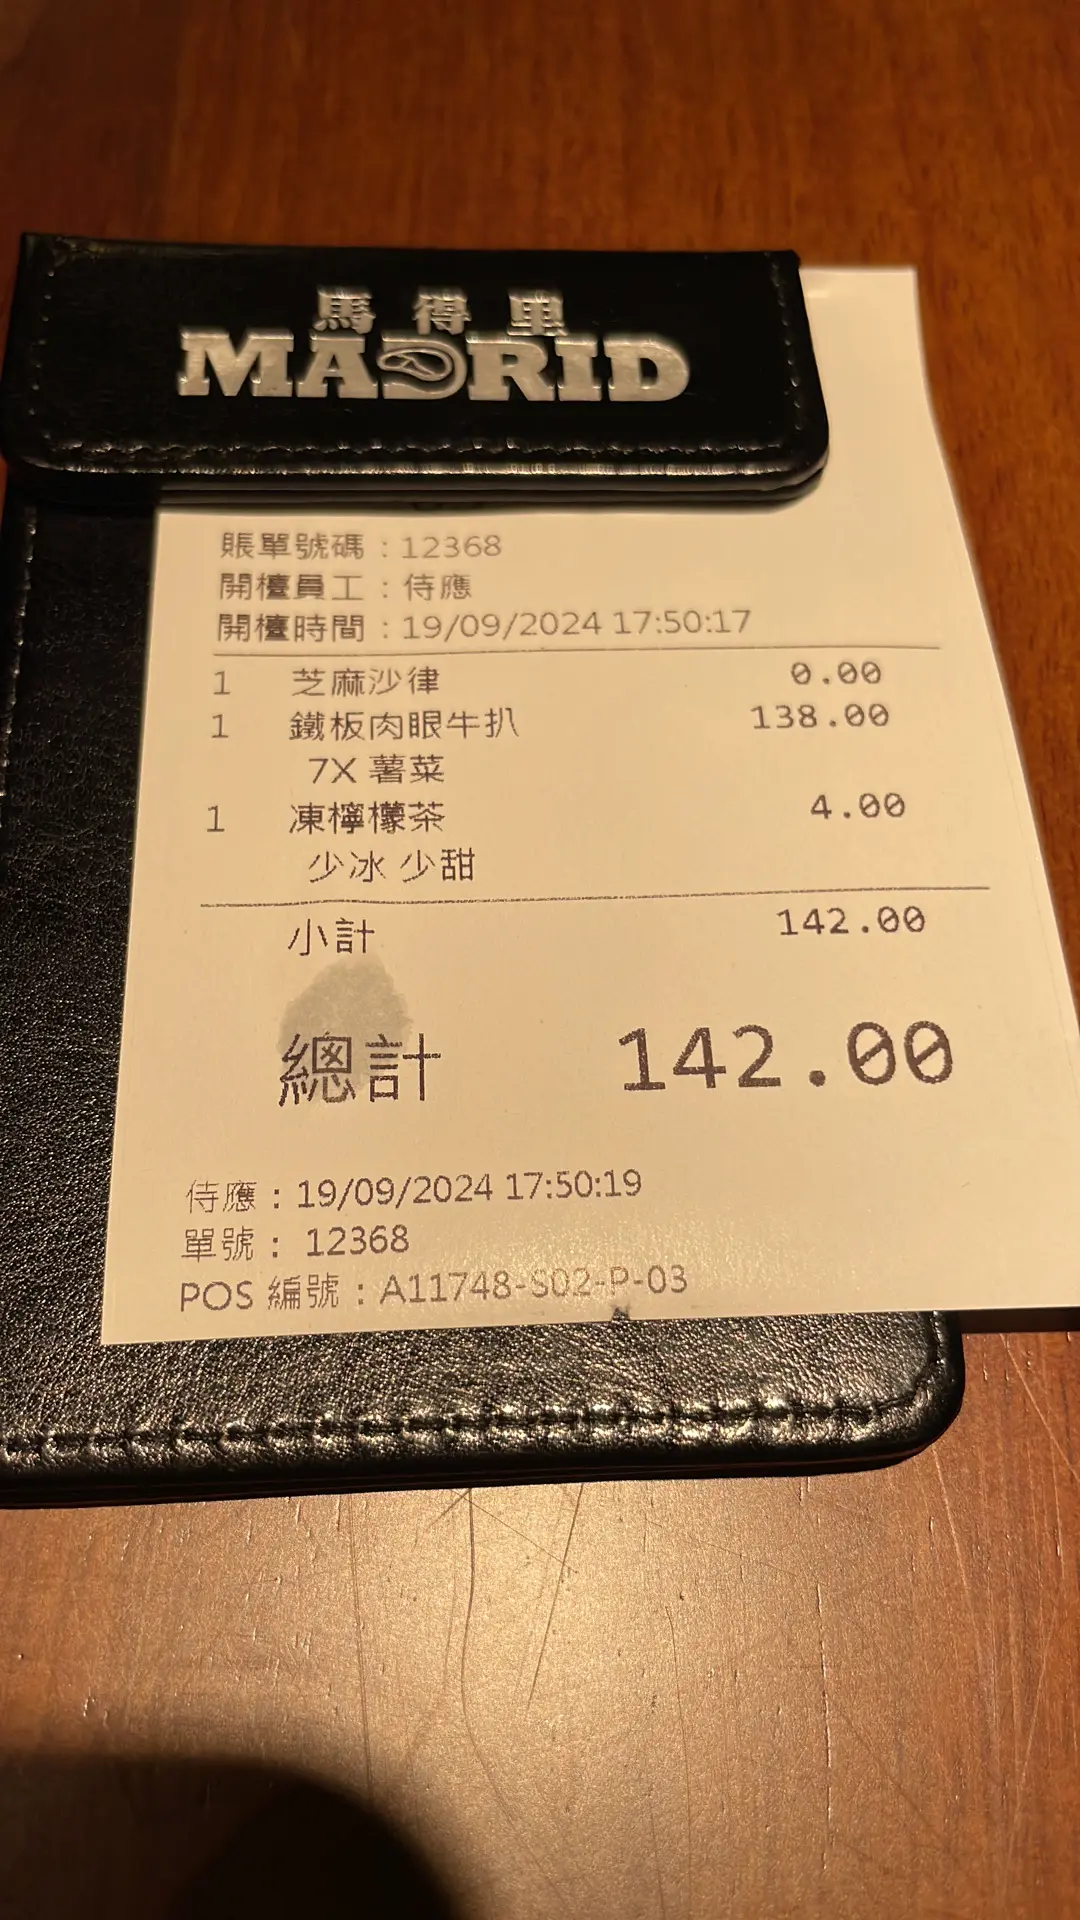 馬得里
MADRID
賬單號碼：12368
開檯員工：侍應
開檯時間：19/09/2024 17:50:17
1 芝麻沙律 0.00
1 鐵板肉眼牛扒 138.00
7X 薯菜
1 凍檸檬茶 4.00
少冰 少甜
小計 142.00
總計 142.00
侍應：19/09/2024 17:50:19
單號： 12368
POS 編號：A11748-S02-P-03